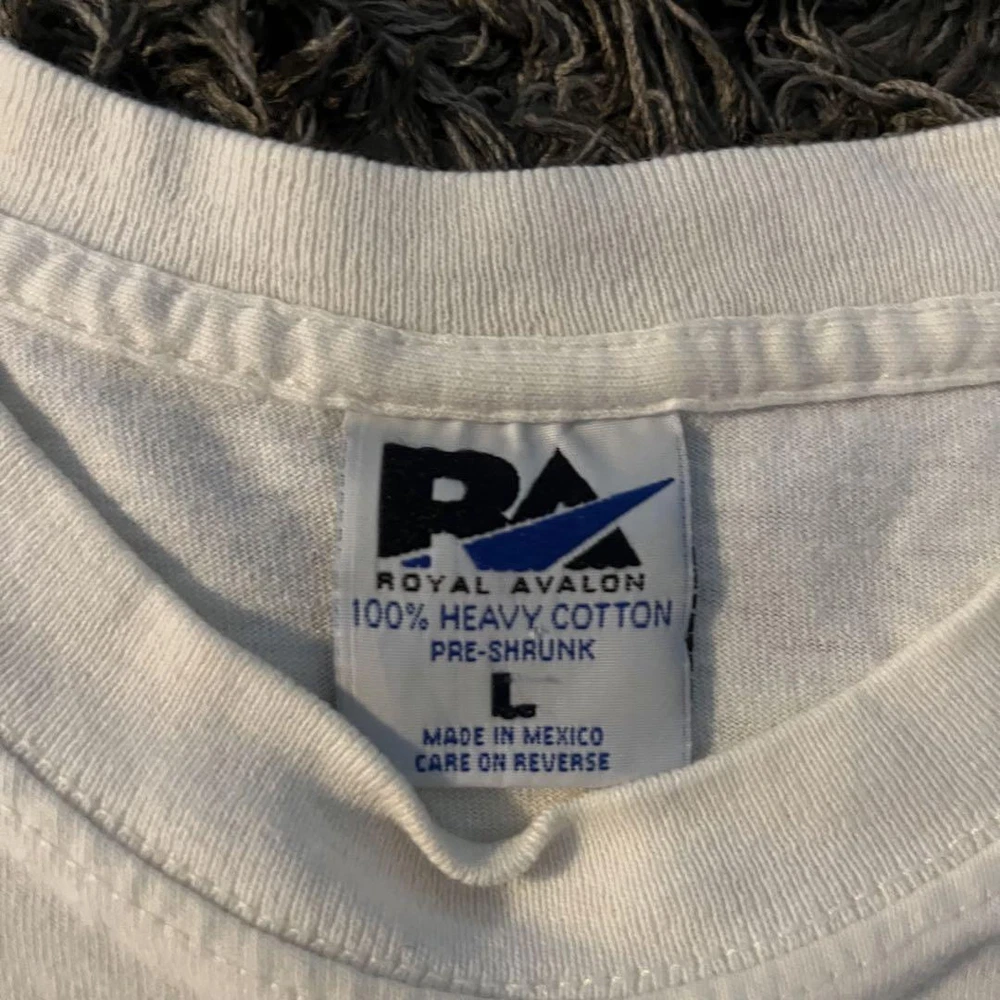 RA
ROYAL AVALON
100% HEAVY COTTON
PRE-SHRUNK
L
MADE IN MEXICO
CARE ON REVERSE